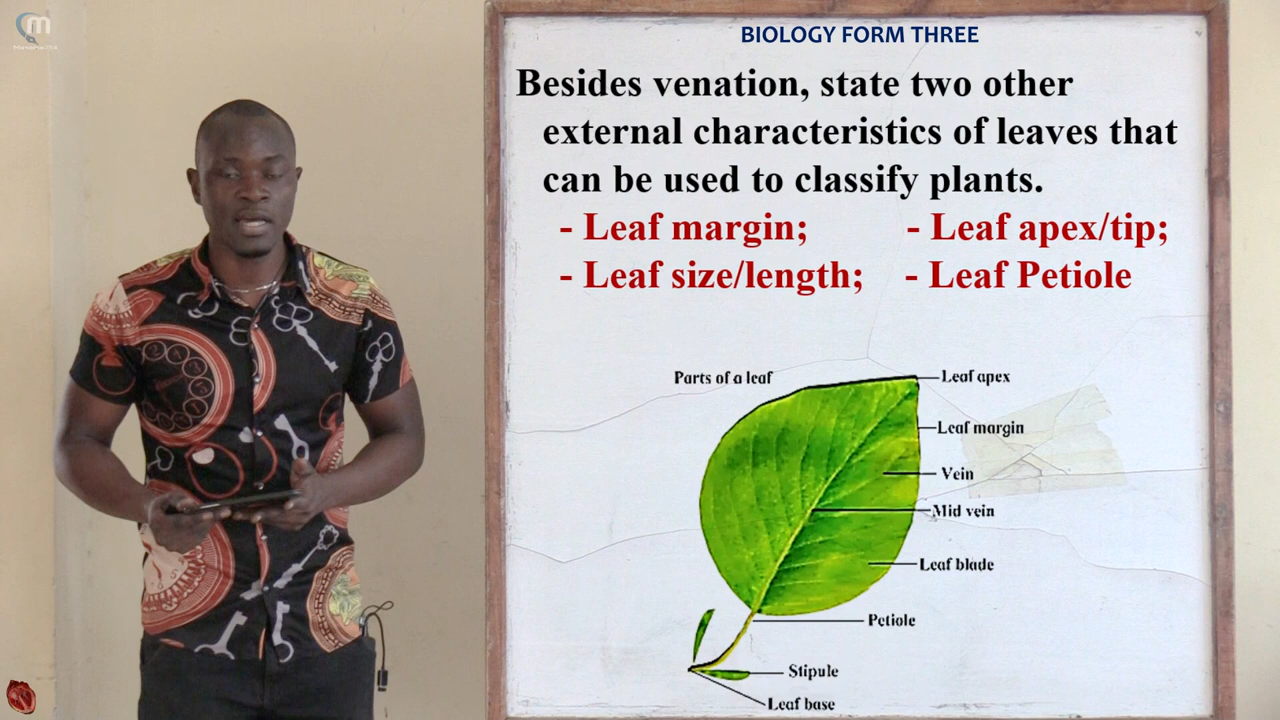 BIOLOGY FORM THREE
Besides venation, state two other
external characteristics of leaves that
can be used to classify plants.
- Leaf margin; - Leaf apex/tip;
- Leaf size/length; - Leaf Petiole
Parts of a leaf
Leaf apex
Leaf margin
Vein
Mid vein
Leaf blade
Petiole
Stipule
Leaf base